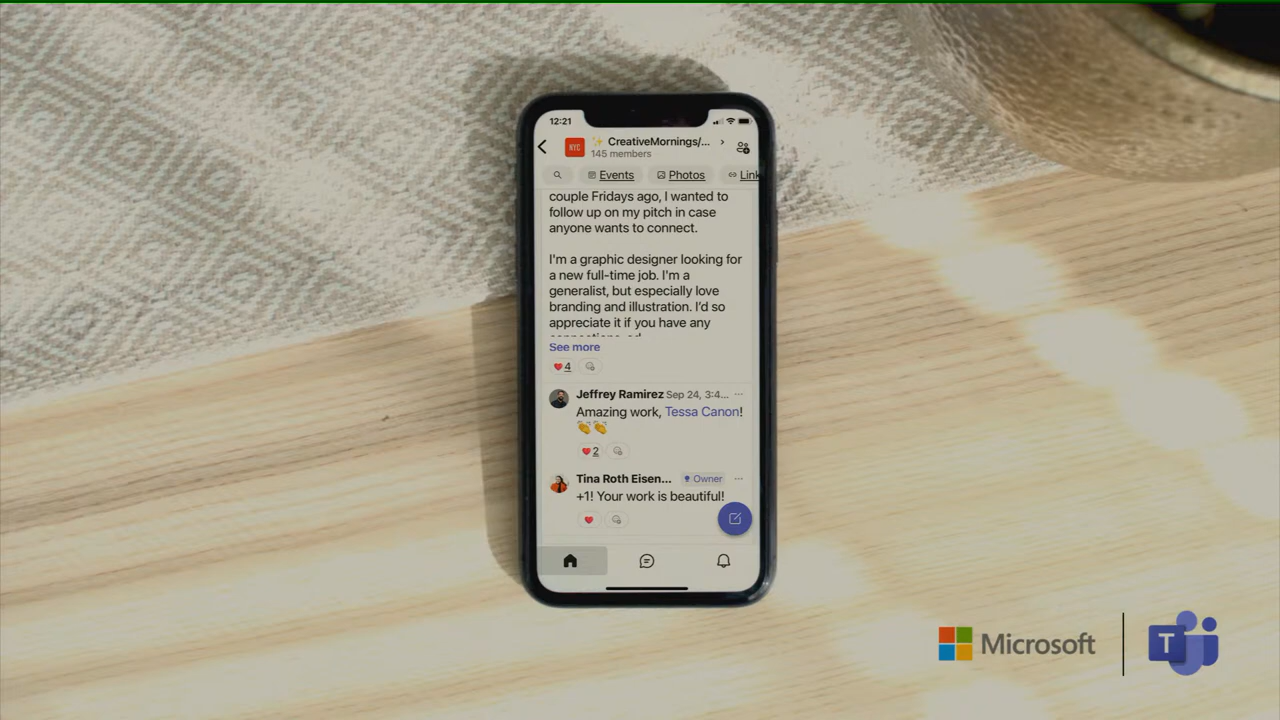 12:21
NYC
✨ CreativeMornings/... >
145 members
Events Photos Link
couple Fridays ago, I wanted to
follow up on my pitch in case
anyone wants to connect.
I'm a graphic designer looking for
a new full-time job. I'm a
generalist, but especially love
branding and illustration. I'd so
appreciate it if you have any
See more
4
Jeffrey Ramirez Sep 24, 3:4... ...
Amazing work, Tessa Canon!
👏👏
2
Tina Roth Eisen... Owner ...
+1! Your work is beautiful!
Microsoft
T